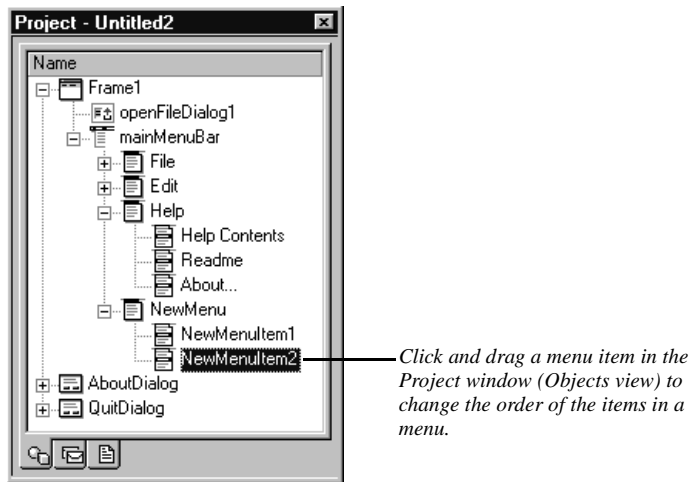 Project - Untitled2
Name
Frame1
openFileDialog1
mainMenuBar
File
Edit
Help
Help Contents
Readme
About...
NewMenu
NewMenuItem1
NewMenuItem2
AboutDialog
QuitDialog
Click and drag a menu item in the
Project window (Objects view) to
change the order of the items in a
menu.